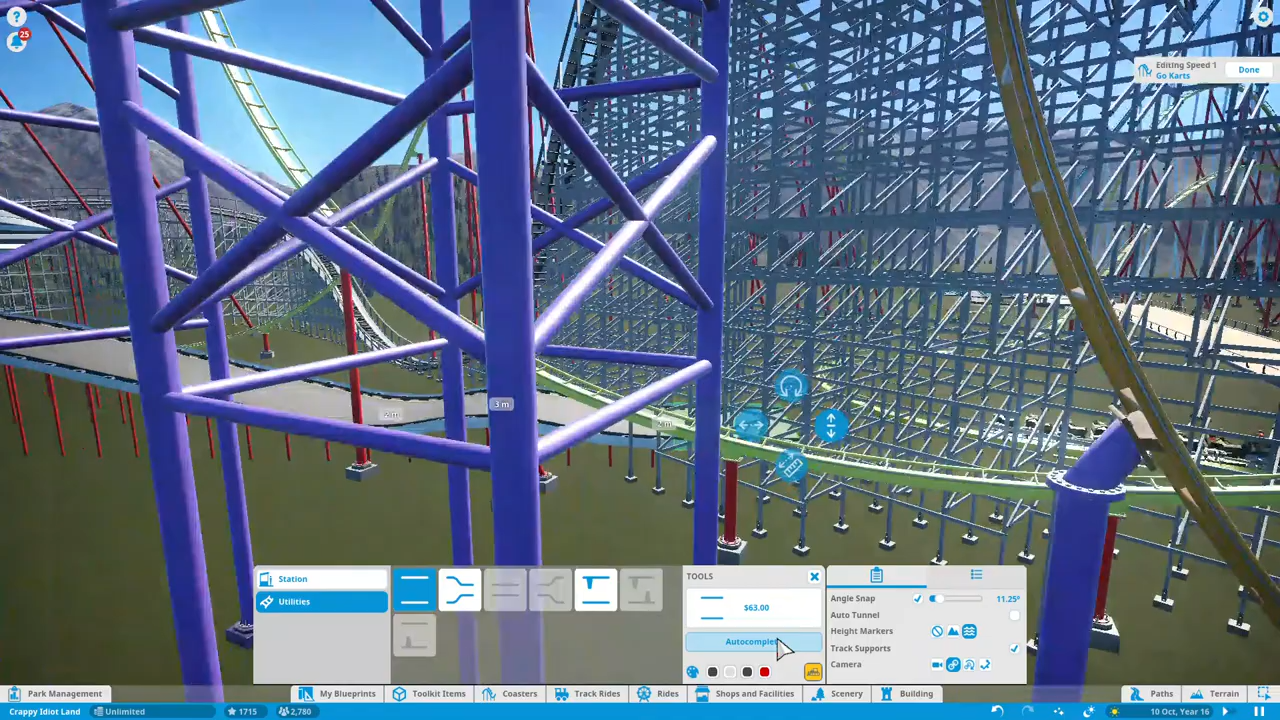 ?
25
Editing Speed 1
Go Karts
Done
3 m
Station
Utilities
TOOLS
$63.00
Autocomplet
Angle Snap
11.25°
Auto Tunnel
Height Markers
Track Supports
Camera
Park Management
My Blueprints
Toolkit Items
Coasters
Track Rides
Rides
Shops and Facilities
Scenery
Building
Paths
Terrain
Crappy Idiot Land
Unlimited
1715
2,780
10 Oct, Year 16